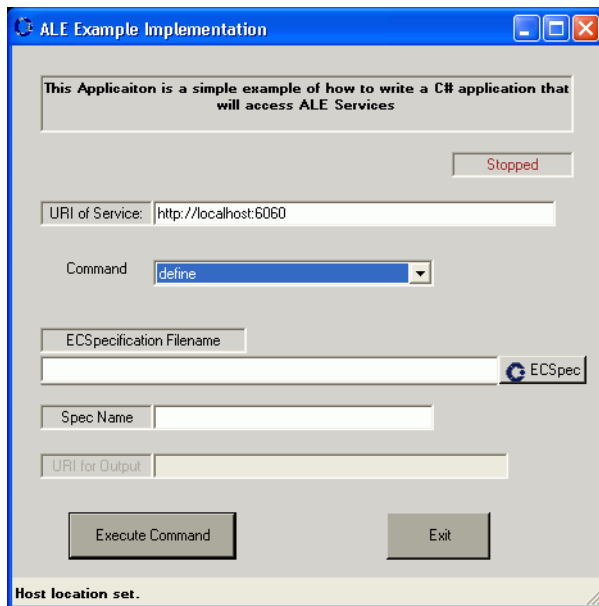 ALE Example Implementation
This Applicaiton is a simple example of how to write a C# application that
will access ALE Services
Stopped
URI of Service:
http://localhost:6060
Command
define
ECSpecification Filename
ECSpec
Spec Name
URI for Output
Execute Command
Exit
Host location set.